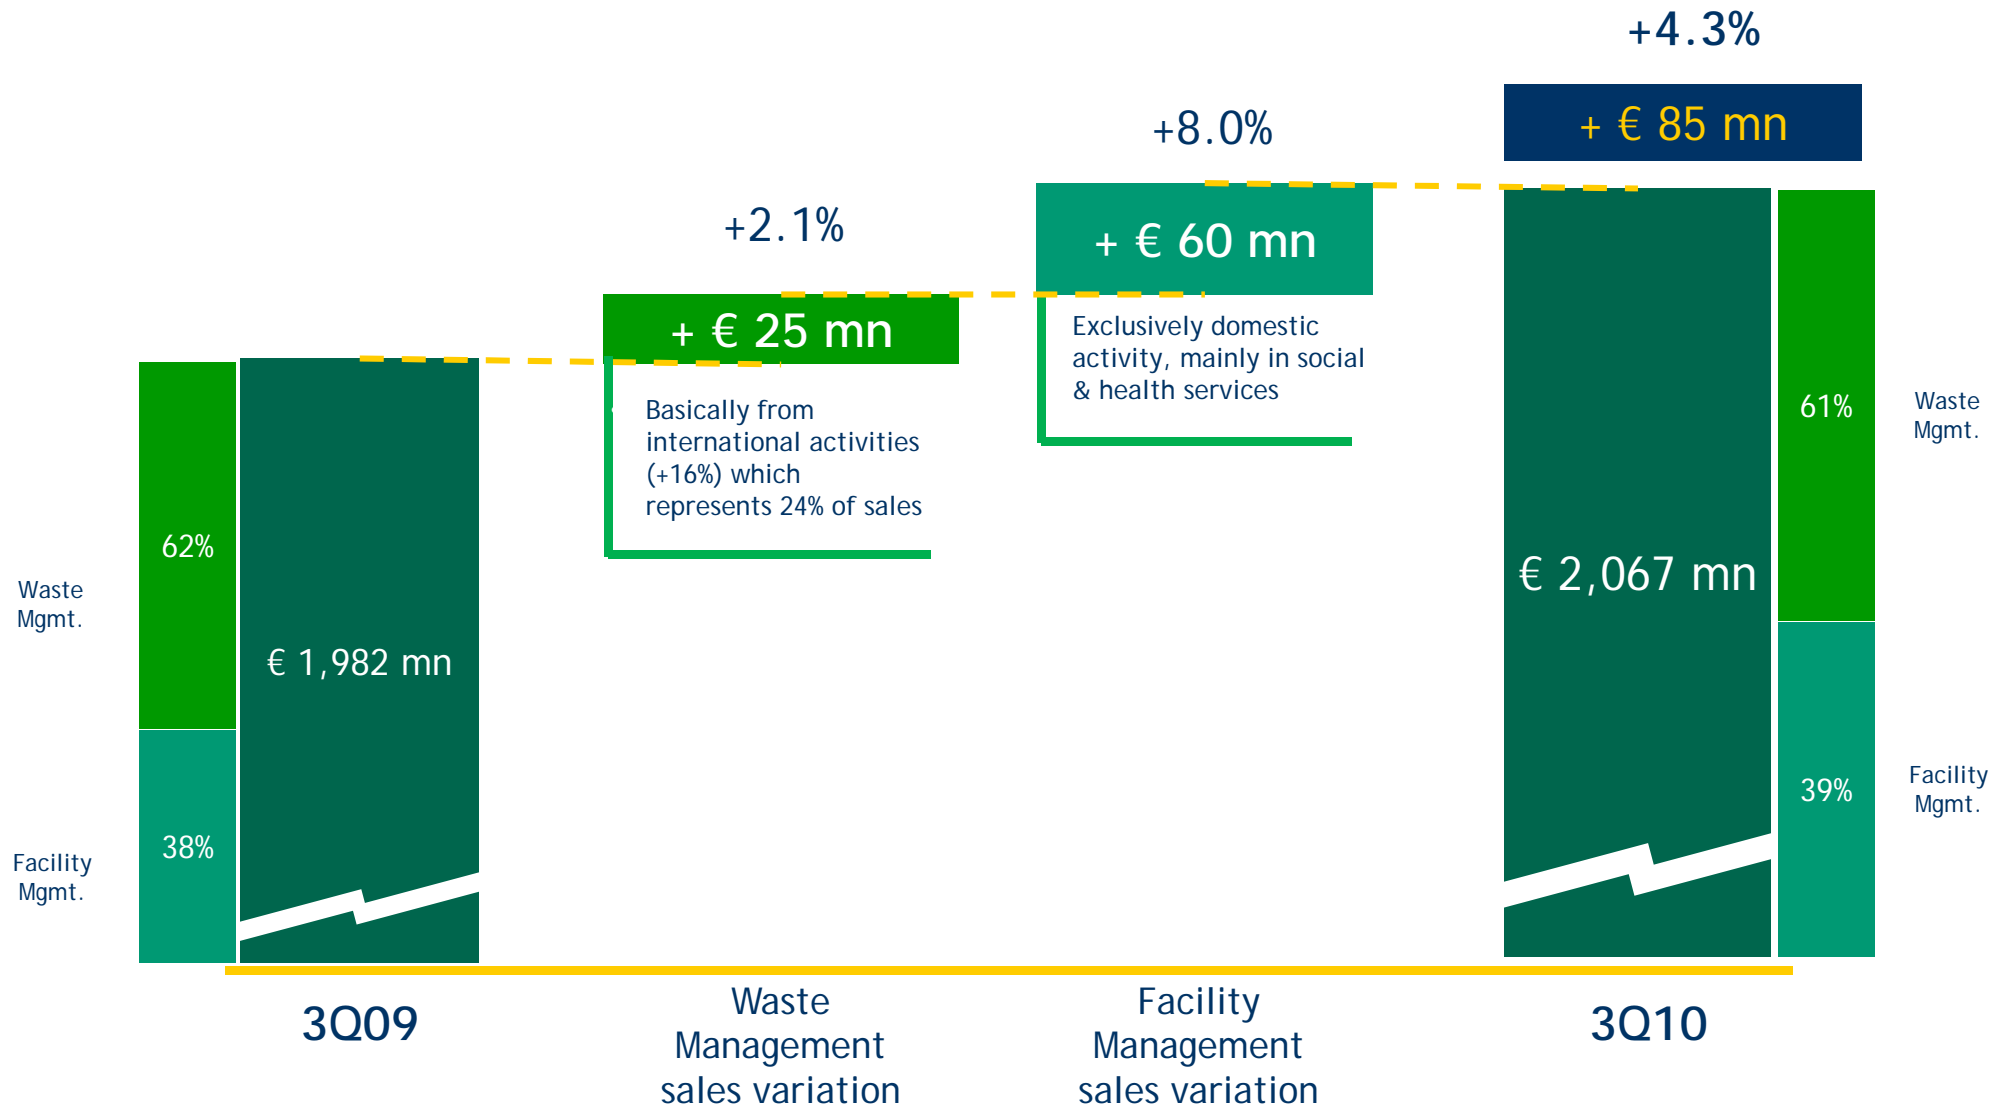 +4.3%
+ € 85 mn
+8.0%
+ € 60 mn
+2.1%
+ € 25 mn
Exclusively domestic
activity, mainly in social
& health services
Basically from
international activities
(+16%) which
represents 24% of sales
62%
38%
Waste
Mgmt.
Facility
Mgmt.
€ 1,982 mn
€ 2,067 mn
61%
39%
Waste
Mgmt.
Facility
Mgmt.
3Q09
Waste
Management
sales variation
Facility
Management
sales variation
3Q10